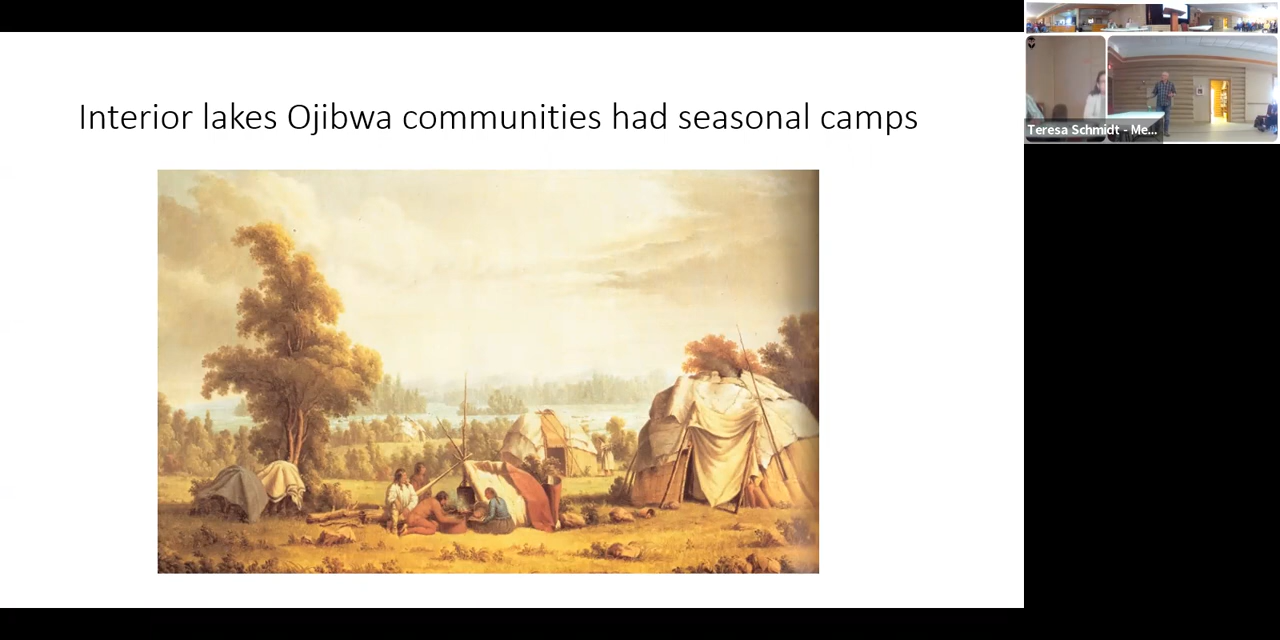 Interior lakes Ojibwa communities had seasonal camps
Teresa Schmidt - Me...